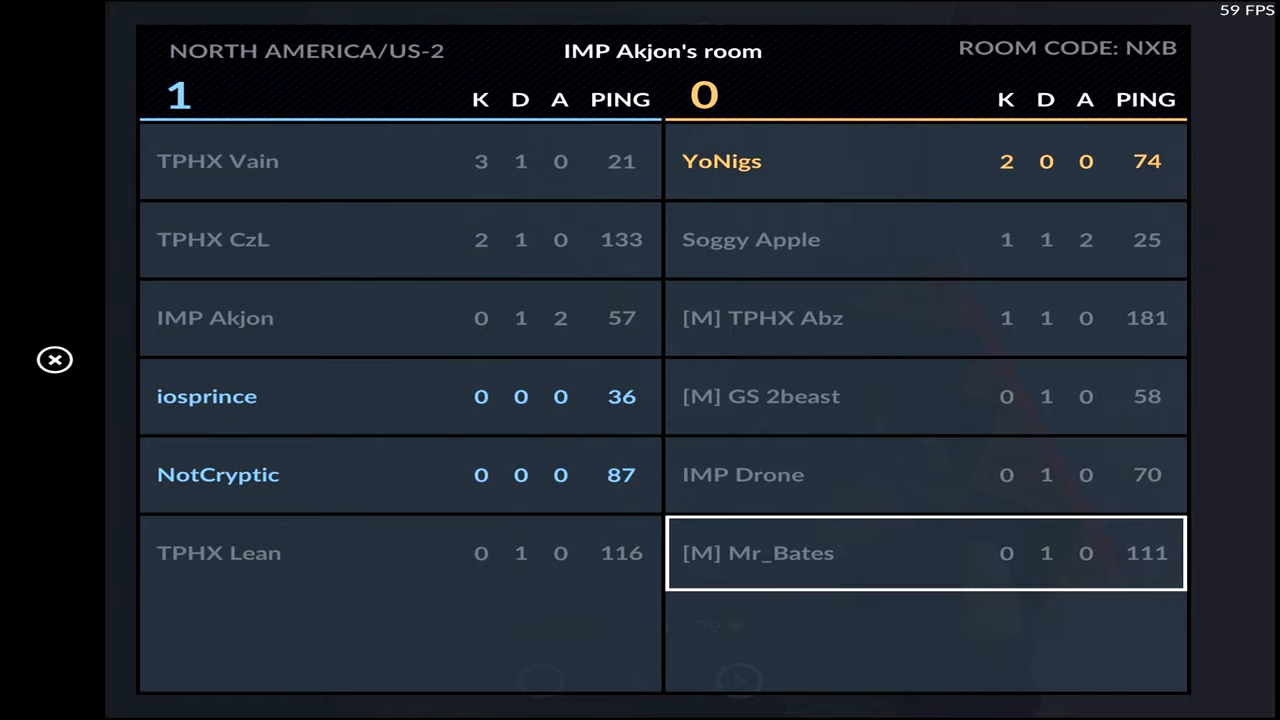 59 FPS
NORTH AMERICA/US-2 IMP Akjon's room ROOM CODE: NXB
1 K D A PING 0 K D A PING
TPHX Vain 3 1 0 21 YoNigs 2 0 0 74
TPHX CzL 2 1 0 133 Soggy Apple 1 1 2 25
IMP Akjon 0 1 2 57 [M] TPHX Abz 1 1 0 181
iosprince 0 0 0 36 [M] GS 2beast 0 1 0 58
NotCryptic 0 0 0 87 IMP Drone 0 1 0 70
TPHX Lean 0 1 0 116 [M] Mr_Bates 0 1 0 111